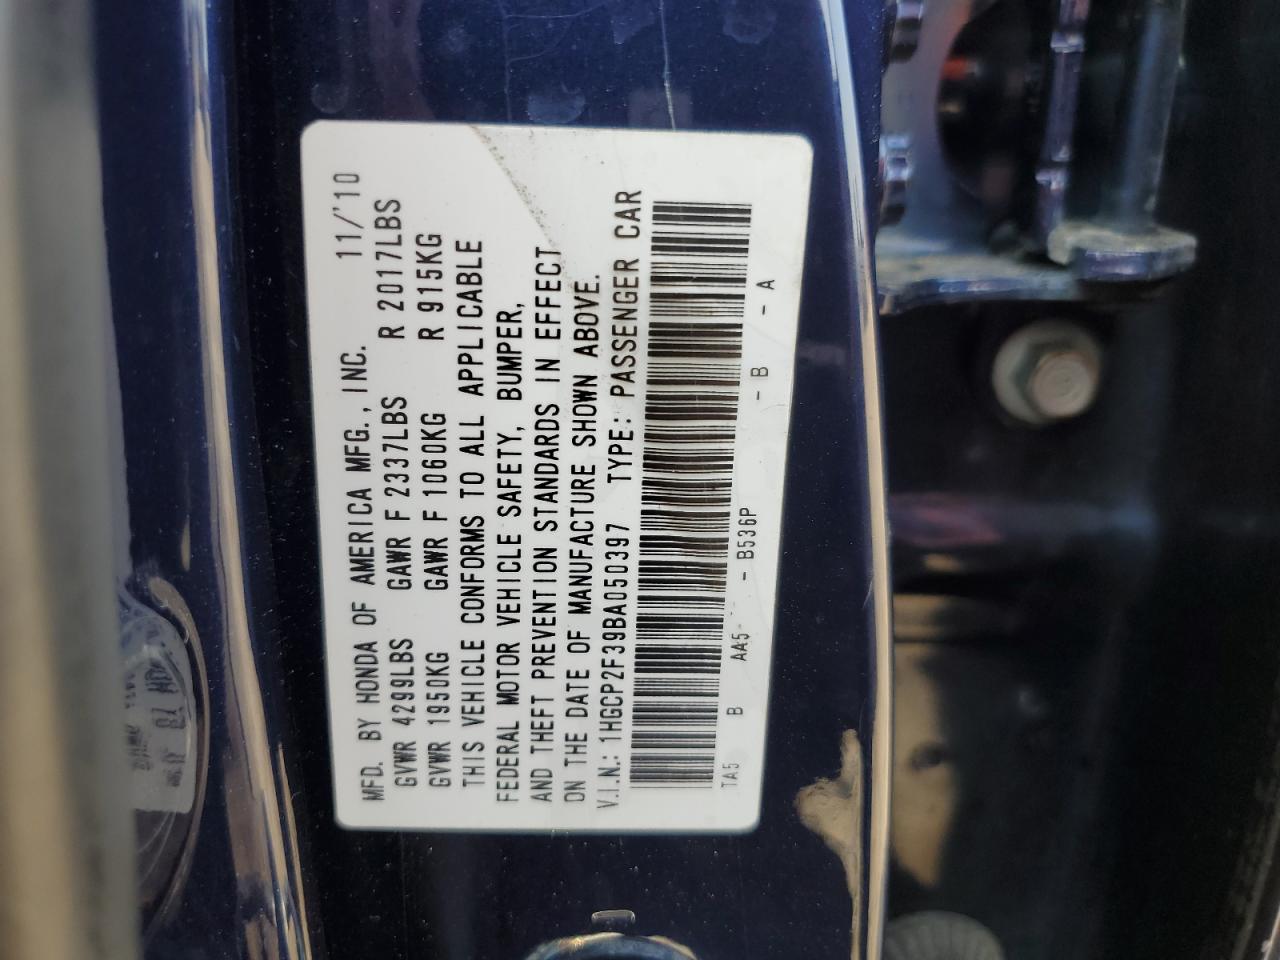 MFD. BY HONDA OF AMERICA MFG., INC. 11/'10
GVWR 4299LBS GAWR F 2337LBS R 2017LBS
GVWR 1950KG GAWR F 1060KG R 915KG
THIS VEHICLE CONFORMS TO ALL APPLICABLE
FEDERAL MOTOR VEHICLE SAFETY, BUMPER,
AND THEFT PREVENTION STANDARDS IN EFFECT
ON THE DATE OF MANUFACTURE SHOWN ABOVE.
V.I.N.: 1HGCP2F39BA050397 TYPE: PASSENGER CAR
TA5 B AA5 - B536P - B - A